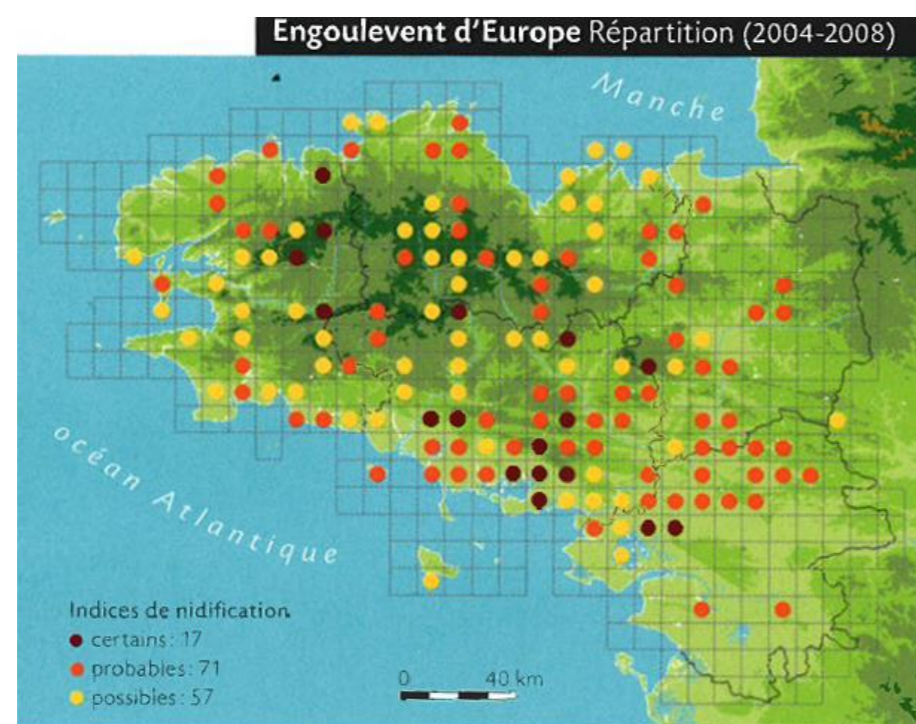 Engoulevent d'Europe Répartition (2004-2008)
Manche
océan Atlantique
Indices de nidification
certains: 17
probables: 71
possibles: 57
0 40 km